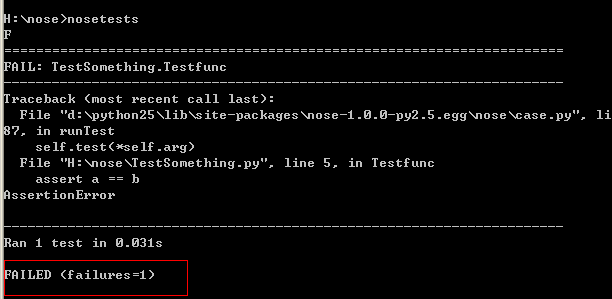 H:\nose>nosetests
F
======================================================================
FAIL: TestSomething.Testfunc
----------------------------------------------------------------------
Traceback (most recent call last):
  File "d:\python25\lib\site-packages\nose-1.0.0-py2.5.egg\nose\case.py", li
87, in runTest
    self.test(*self.arg)
  File "H:\nose\TestSomething.py", line 5, in Testfunc
    assert a == b
AssertionError
----------------------------------------------------------------------
Ran 1 test in 0.031s
FAILED (failures=1)